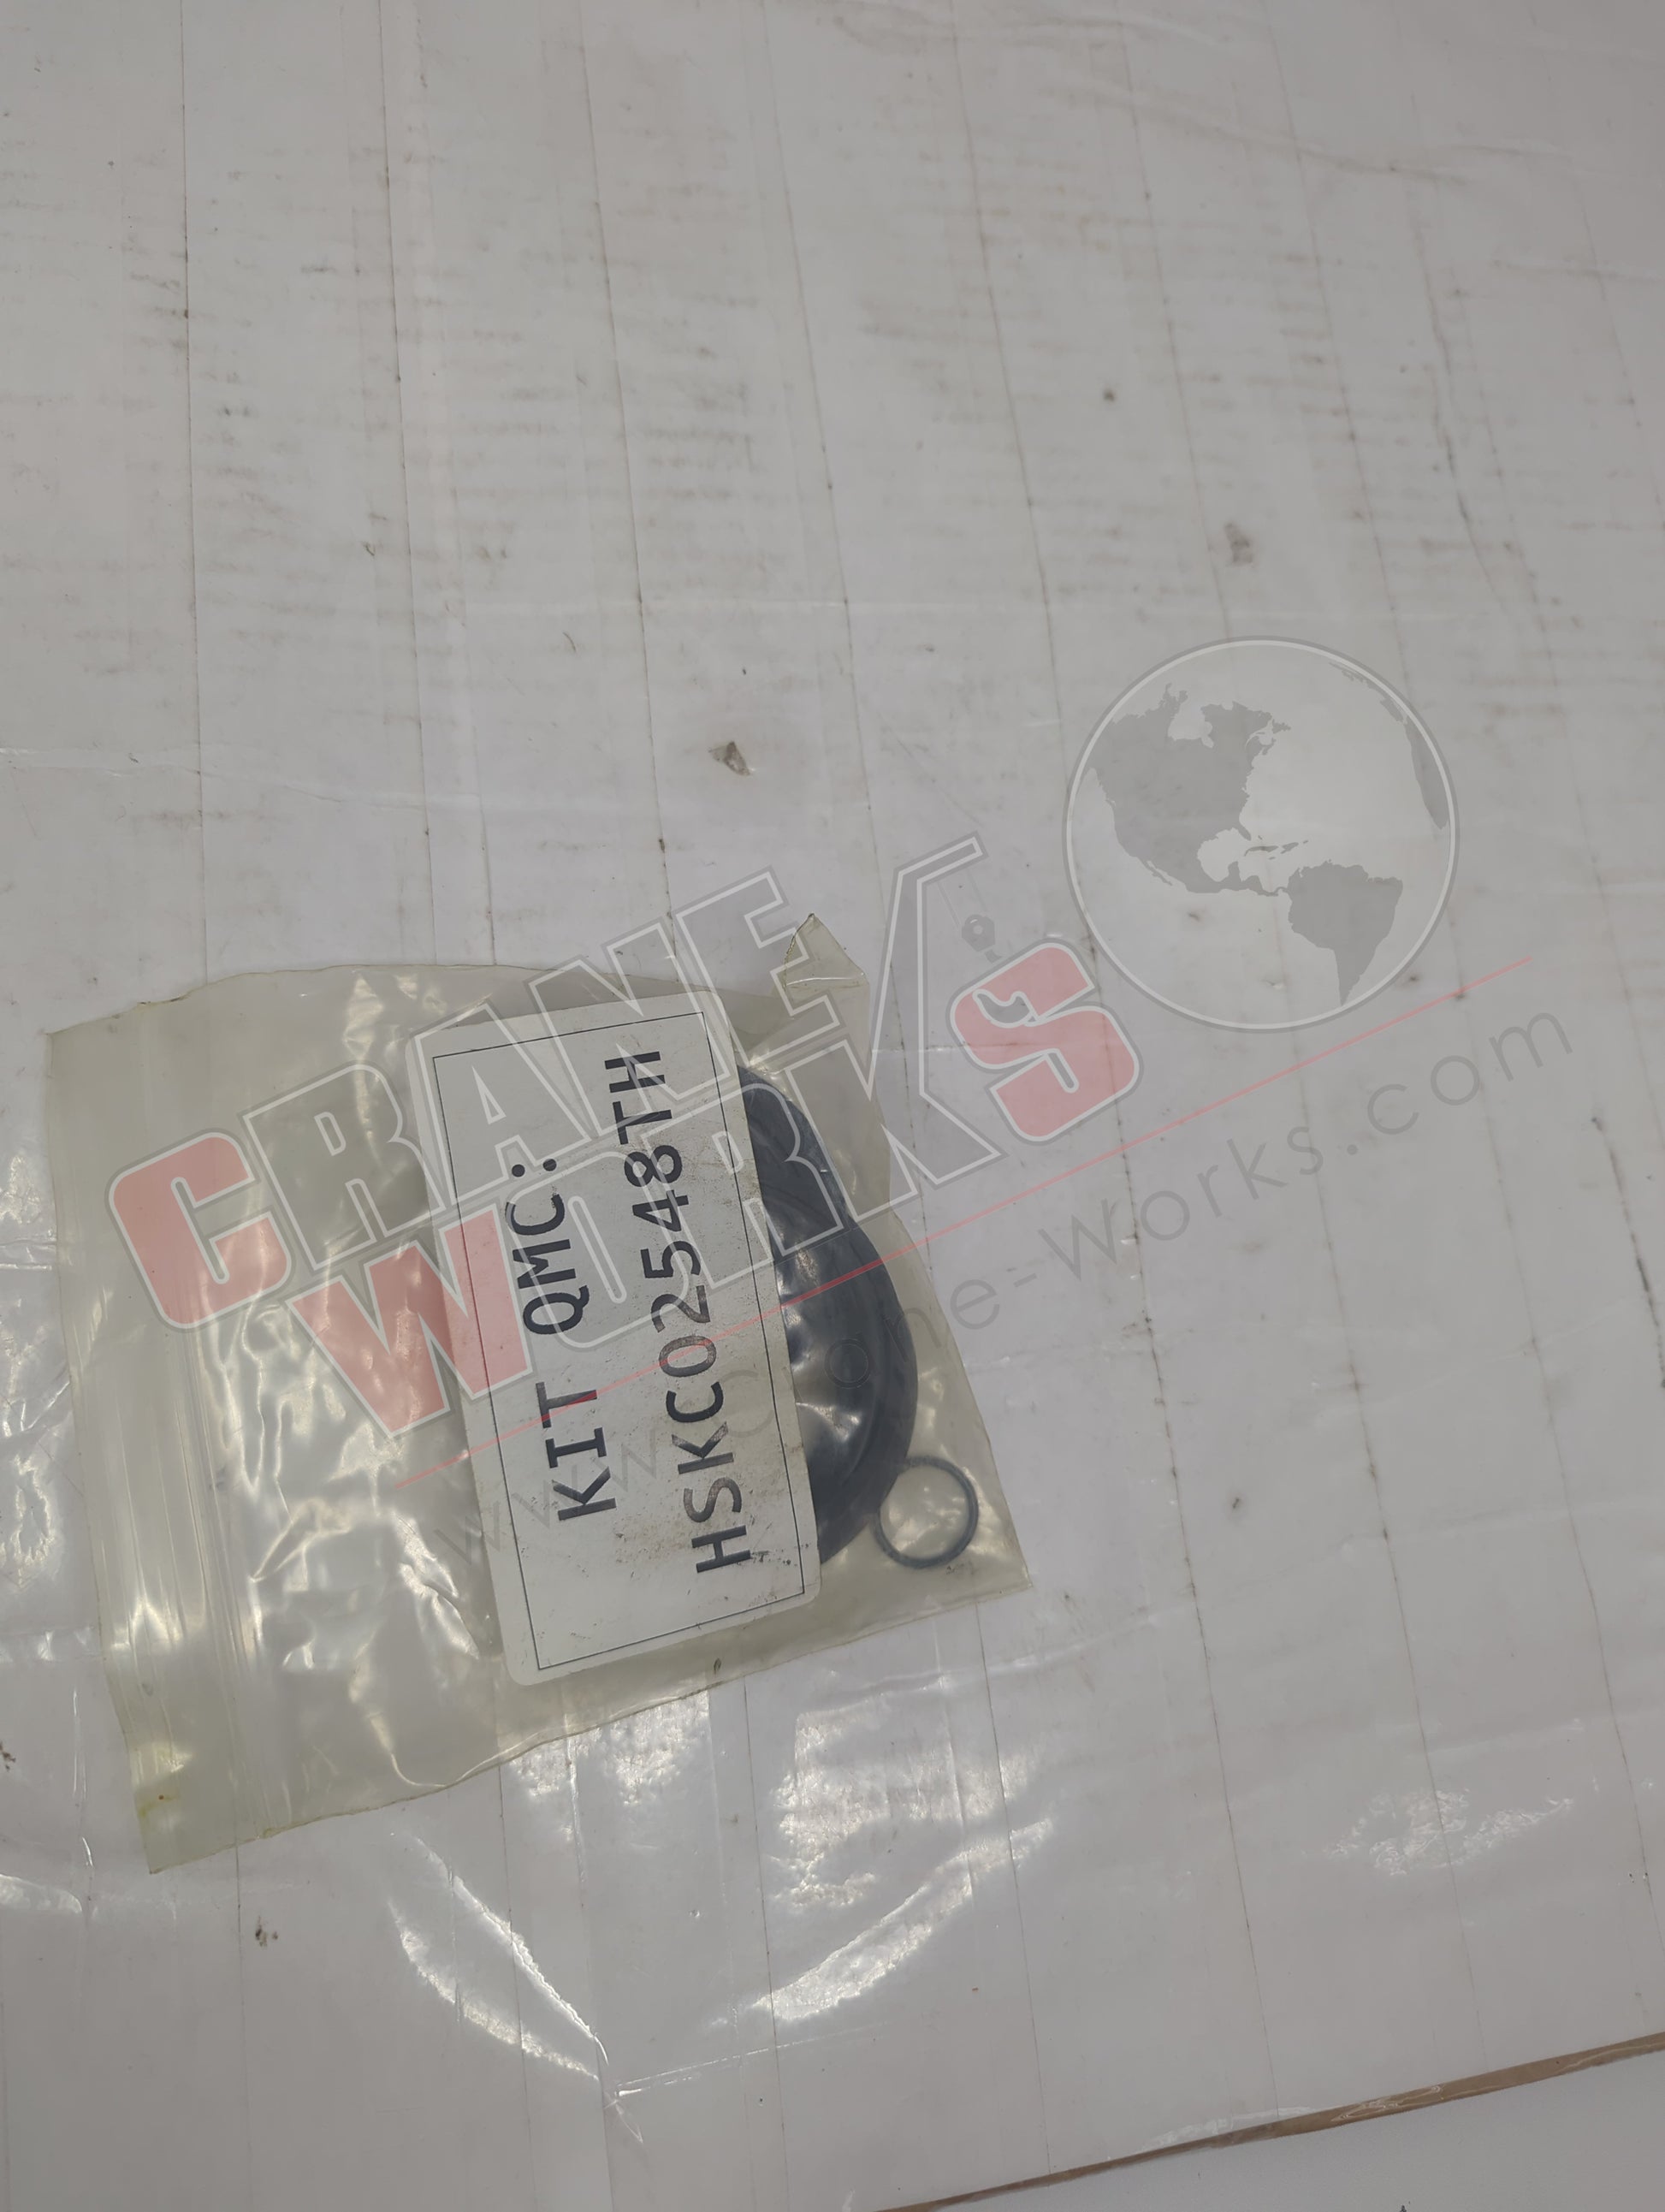 KIT QMC:
HSKC02548TH
CRANE
WORKS
www.crane-works.com